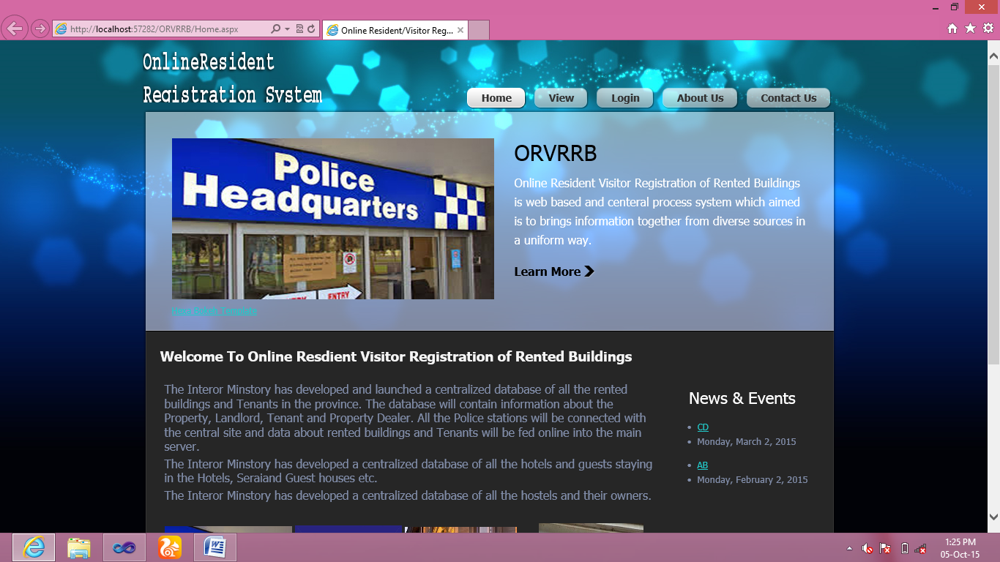 http://localhost:57282/ORVRRB/Home.aspx
Online Resident/Visitor Reg...
OnlineResident
Registration System
Home
View
Login
About Us
Contact Us
Police
Headquarters
ENTRY
ORVRRB
Online Resident Visitor Registration of Rented Buildings
is web based and centeral process system which aimed
is to brings information together from diverse sources in
a uniform way.
Learn More
Welcome To Online Resdient Visitor Registration of Rented Buildings
The Interor Minstory has developed and launched a centralized database of all the rented
buildings and Tenants in the province. The database will contain information about the
Property, Landlord, Tenant and Property Dealer. All the Police stations will be connected with
the central site and data about rented buildings and Tenants will be fed online into the main
server.
The Interor Minstory has developed a centralized database of all the hotels and guests staying
in the Hotels, Seraiand Guest houses etc.
The Interor Minstory has developed a centralized database of all the hostels and their owners.
News & Events
CD
Monday, March 2, 2015
AB
Monday, February 2, 2015
1:25 PM
05-Oct-15